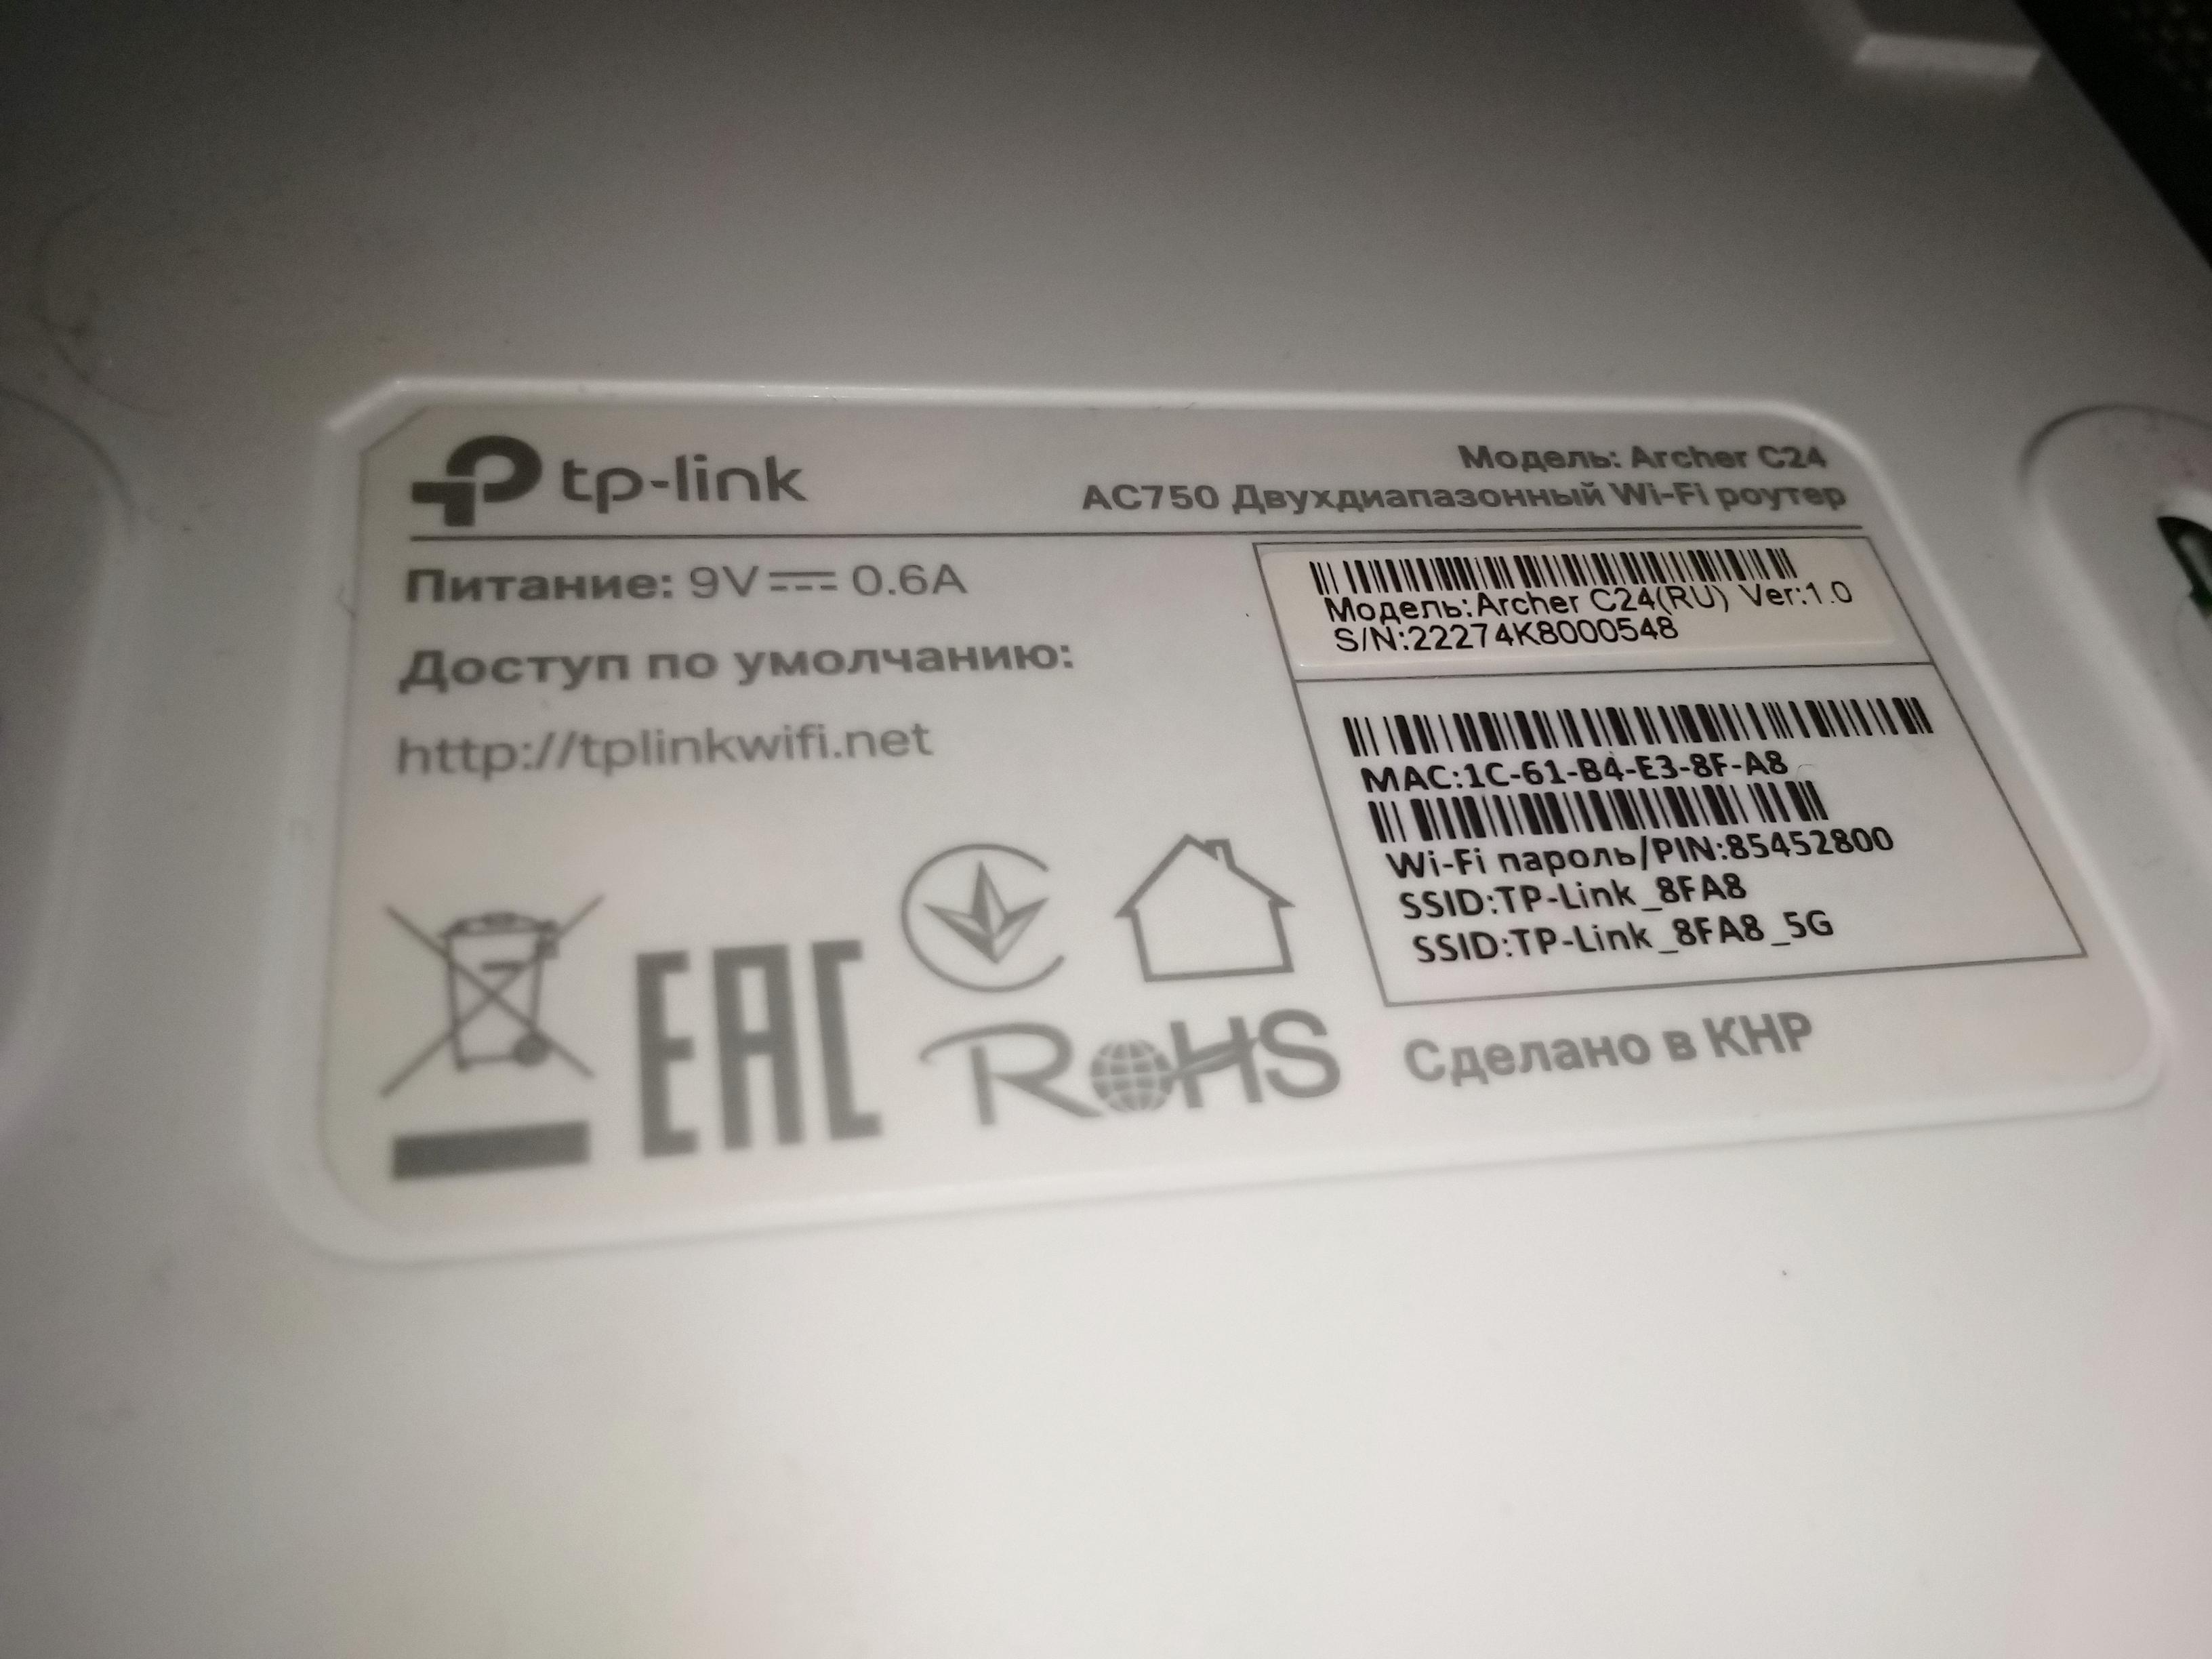 tp-link
Модель: Archer C24
AC750 Двухдиапазонный Wi-Fi роутер
Питание: 9V 0.6A
Доступ по умолчанию:
http://tplinkwifi.net
Модель:Archer C24(RU) Ver:1.0
S/N:22274K8000548
MAC:1C-61-B4-E3-8F-A8
Wi-Fi пароль/PIN:85452800
SSID:TP-Link_8FA8
SSID:TP-Link_8FA8_5G
EAC
RoHS
Сделано в КНР